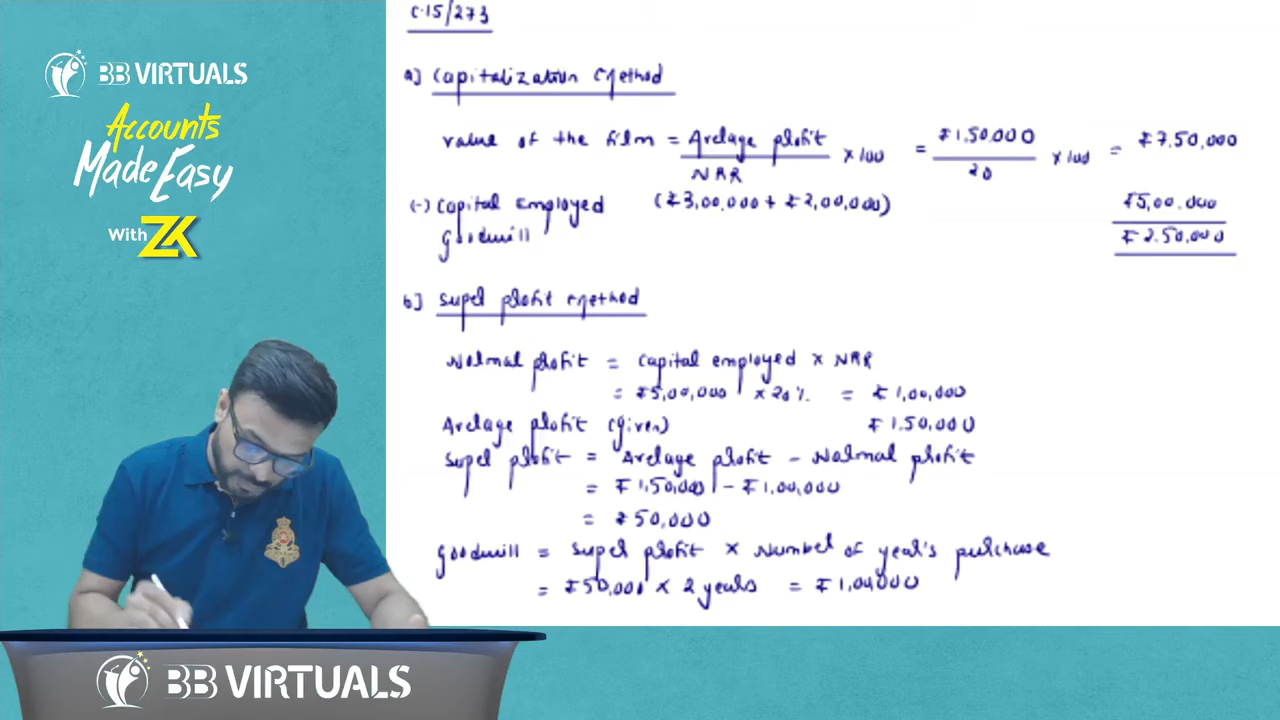 BB VIRTUALS
Accounts
Made Easy
With ZK
C.15/273
a] Capitalization Method
Value of the film = Average profit / NRR × 100 = ₹1,50,000 / 20 × 100 = ₹7,50,000
(-) Capital Employed (₹3,00,000 + ₹2,00,000) ₹5,00,000
Goodwill ₹2,50,000
b] Super profit method
Normal profit = Capital employed × NRR
= ₹5,00,000 × 20% = ₹1,00,000
Average profit (given) ₹1,50,000
Super profit = Average profit - Normal profit
= ₹1,50,000 - ₹1,00,000
= ₹50,000
Goodwill = Super profit × Number of year's purchase
= ₹50,000 × 2 years = ₹1,00,000
BB VIRTUALS